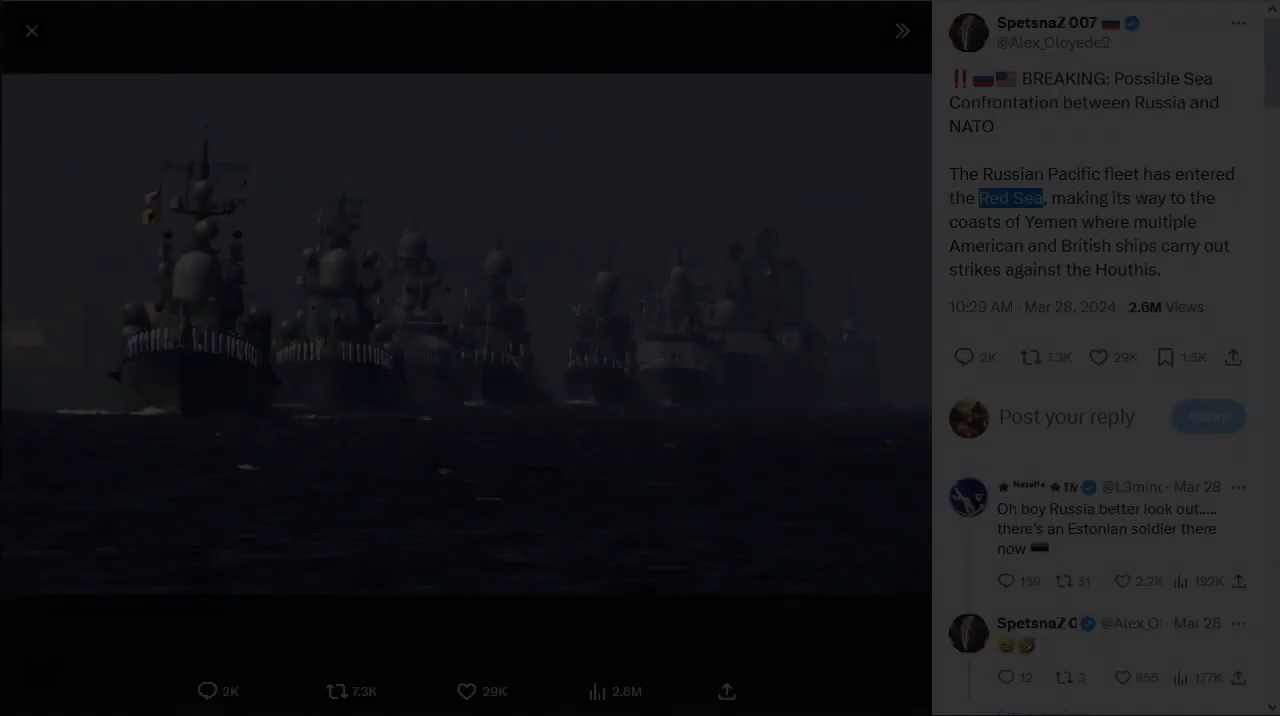 SpetsnaZ 007
@Alex_Oloyede2
BREAKING: Possible Sea
Confrontation between Russia and
NATO
The Russian Pacific fleet has entered
the Red Sea, making its way to the
coasts of Yemen where multiple
American and British ships carry out
strikes against the Houthis.
10:29 AM · Mar 28, 2024 · 2.6M Views
2K 7.3K 29K 1.5K
Post your reply
Reply
Natalie @L3min · Mar 28
Oh boy Russia better look out.....
there's an Estonian soldier there
now
139 51 2.2K 192K
SpetsnaZ 0 @Alex_Ol · Mar 28
12 3 855 177K
2K 7.3K 29K 2.6M